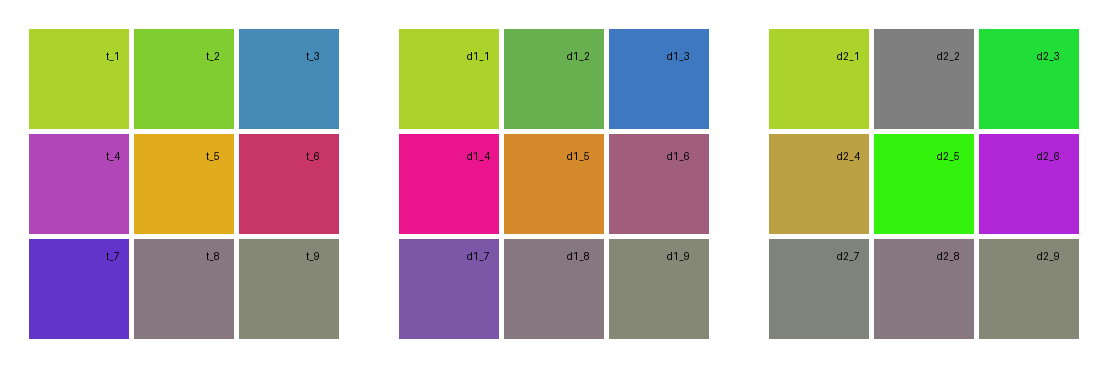 t_1 t_2 t_3 d1_1 d1_2 d1_3 d2_1 d2_2 d2_3
t_4 t_5 t_6 d1_4 d1_5 d1_6 d2_4 d2_5 d2_6
t_7 t_8 t_9 d1_7 d1_8 d1_9 d2_7 d2_8 d2_9